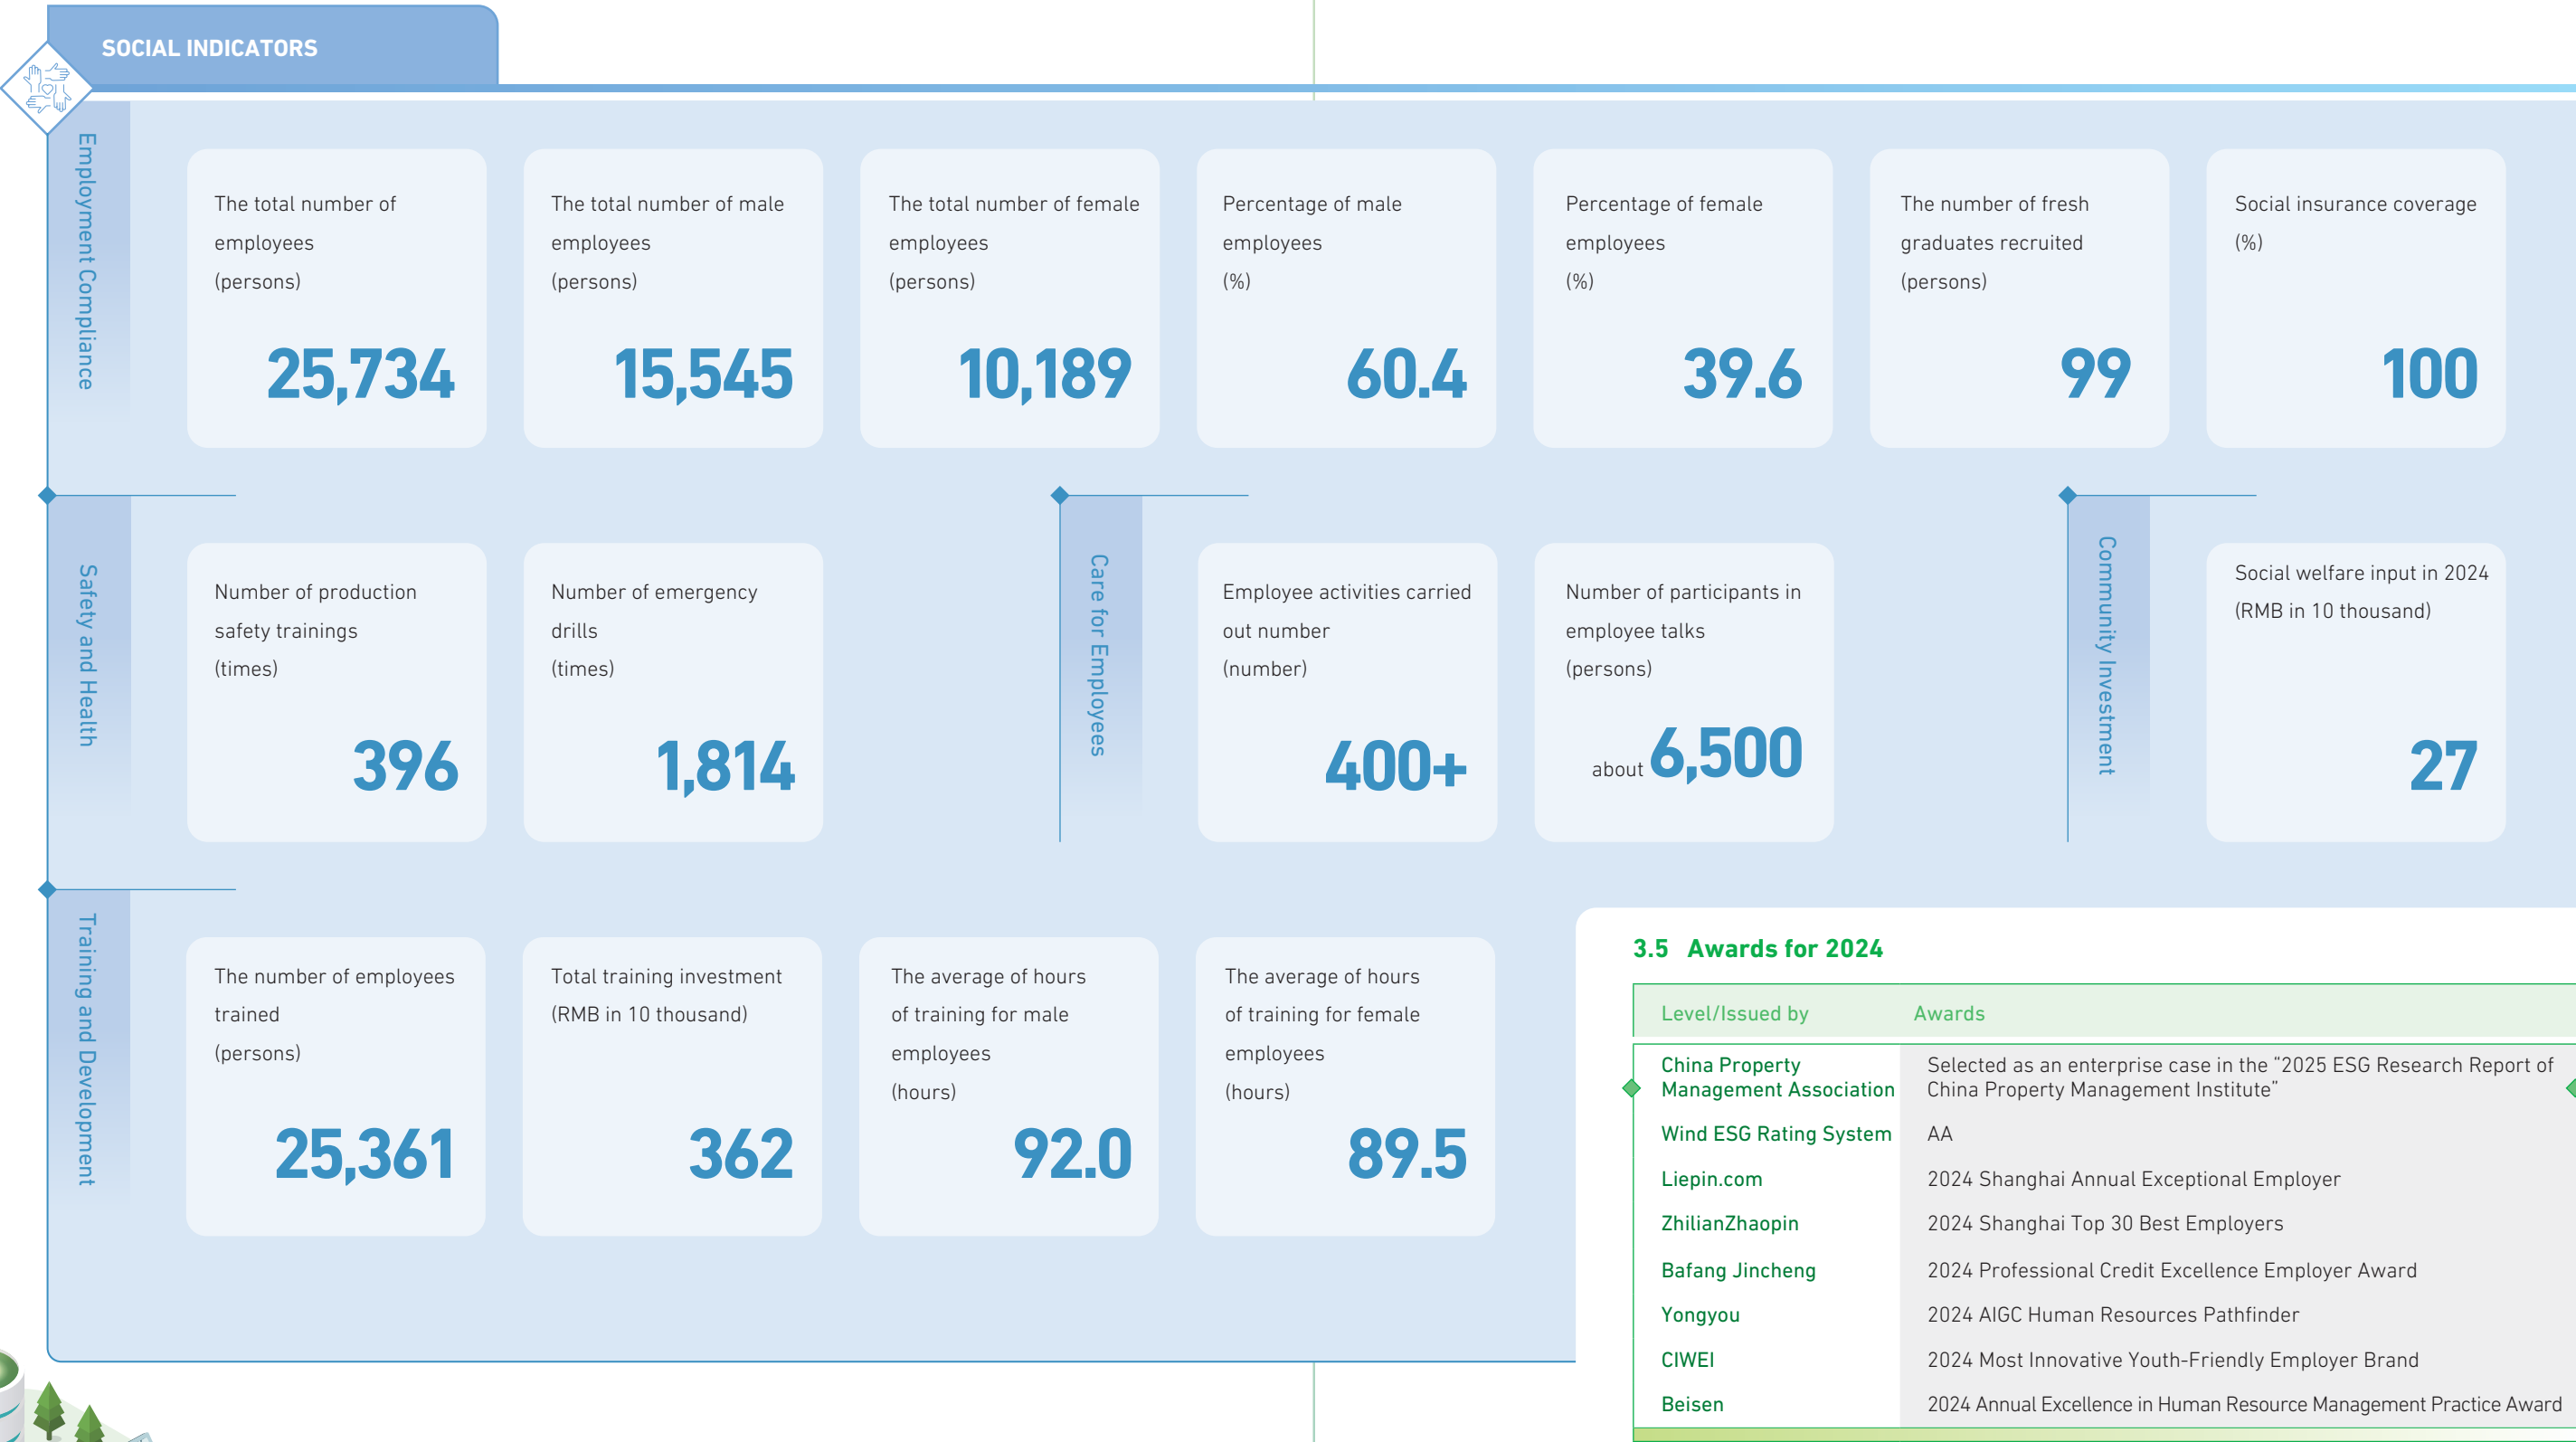 SOCIAL INDICATORS
Employment Compliance
The total number of
employees
(persons)
25,734
The total number of male
employees
(persons)
15,545
The total number of female
employees
(persons)
10,189
Percentage of male
employees
(%)
60.4
Percentage of female
employees
(%)
39.6
The number of fresh
graduates recruited
(persons)
99
Social insurance coverage
(%)
100
Safety and Health
Number of production
safety trainings
(times)
396
Number of emergency
drills
(times)
1,814
Care for Employees
Employee activities carried
out number
(number)
400+
Number of participants in
employee talks
(persons)
about 6,500
Community Investment
Social welfare input in 2024
(RMB in 10 thousand)
27
Training and Development
The number of employees
trained
(persons)
25,361
Total training investment
(RMB in 10 thousand)
362
The average of hours
of training for male
employees
(hours)
92.0
The average of hours
of training for female
employees
(hours)
89.5
3.5 Awards for 2024
Level/Issued by Awards
China Property
Management Association
Selected as an enterprise case in the “2025 ESG Research Report of
China Property Management Institute”
Wind ESG Rating System AA
Liepin.com 2024 Shanghai Annual Exceptional Employer
ZhilianZhaopin 2024 Shanghai Top 30 Best Employers
Bafang Jincheng 2024 Professional Credit Excellence Employer Award
Yongyou 2024 AIGC Human Resources Pathfinder
CIWEI 2024 Most Innovative Youth-Friendly Employer Brand
Beisen 2024 Annual Excellence in Human Resource Management Practice Award